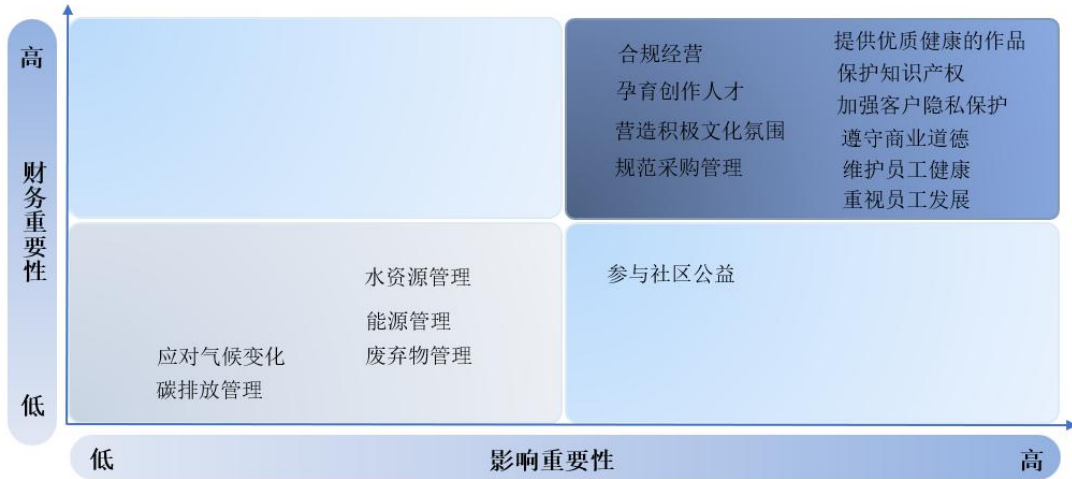 高
财务重要性
低
合规经营
孕育创作人才
营造积极文化氛围
规范采购管理
提供优质健康的作品
保护知识产权
加强客户隐私保护
遵守商业道德
维护员工健康
重视员工发展
水资源管理
能源管理
废弃物管理
应对气候变化
碳排放管理
参与社区公益
低
影响重要性
高